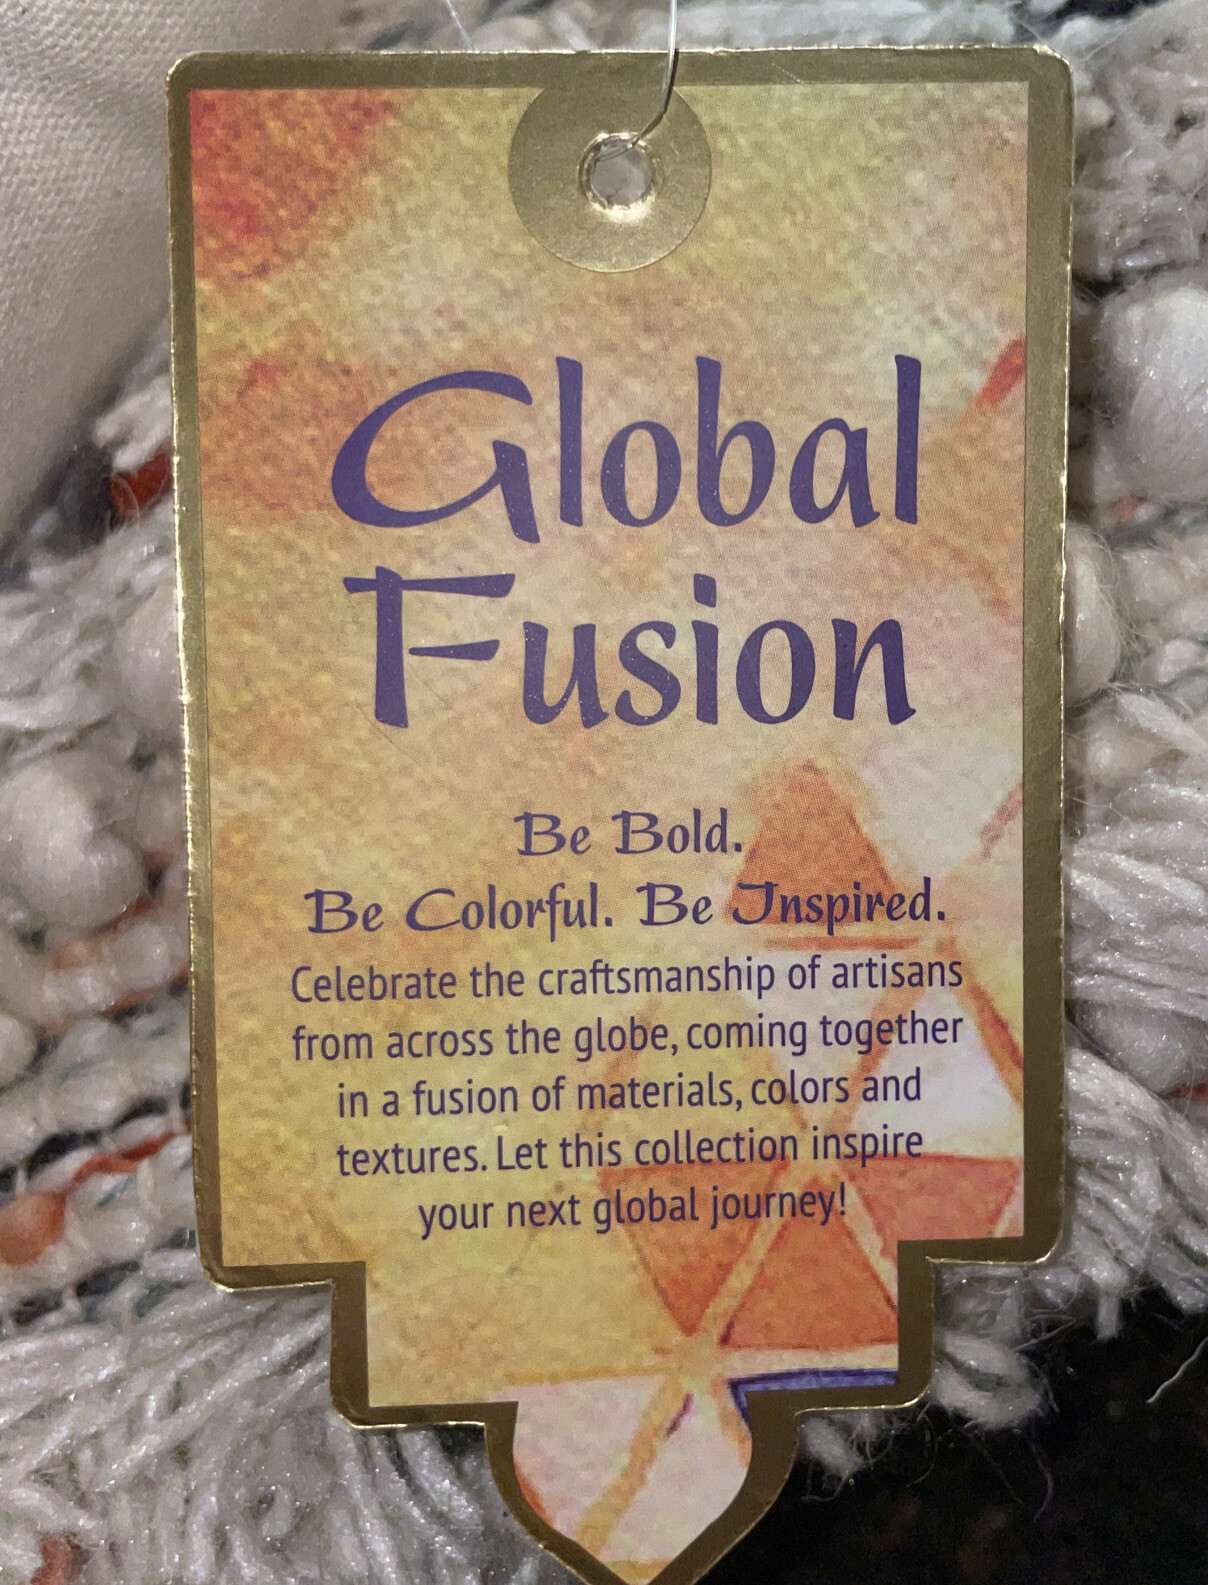 Global
Fusion
Be Bold.
Be Colorful. Be Inspired.
Celebrate the craftsmanship of artisans
from across the globe, coming together
in a fusion of materials, colors and
textures. Let this collection inspire
your next global journey!